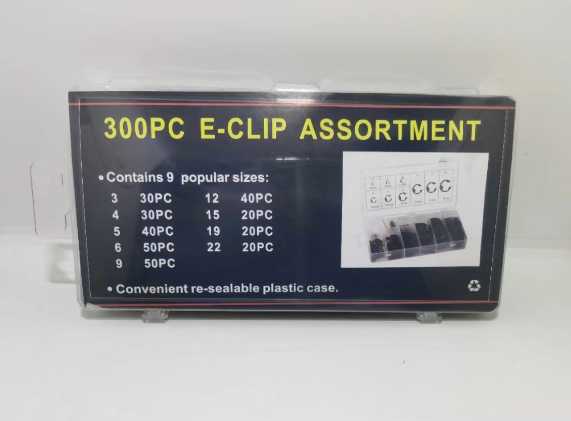 300PC E-CLIP ASSORTMENT
• Contains 9 popular sizes:
3 30PC 12 40PC
4 30PC 15 20PC
5 40PC 19 20PC
6 50PC 22 20PC
9 50PC
• Convenient re-sealable plastic case.